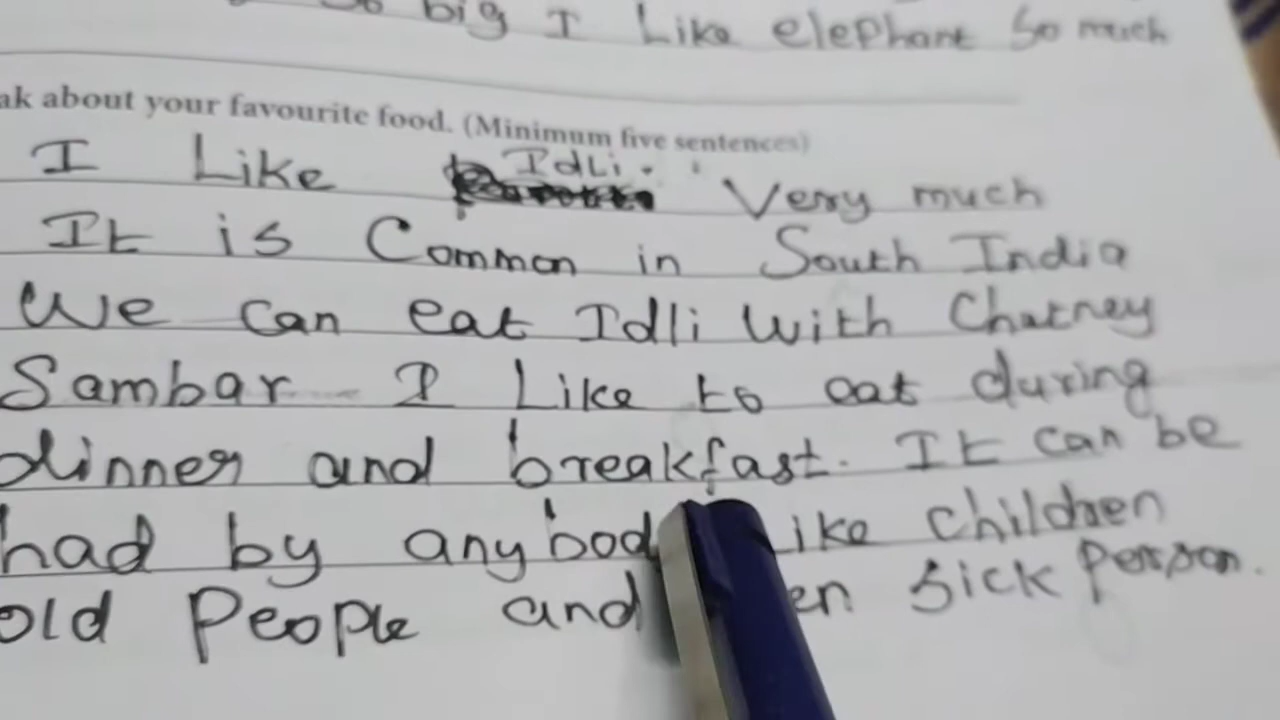 big I Like elephant So much
ak about your favourite food. (Minimum five sentences)
I Like Idli. Very much
It is Common in South India
We can eat Idli with Chatney
Sambar I Like to eat during
dinner and breakfast. It can be
had by anybod ike children
old People and en Sick person.